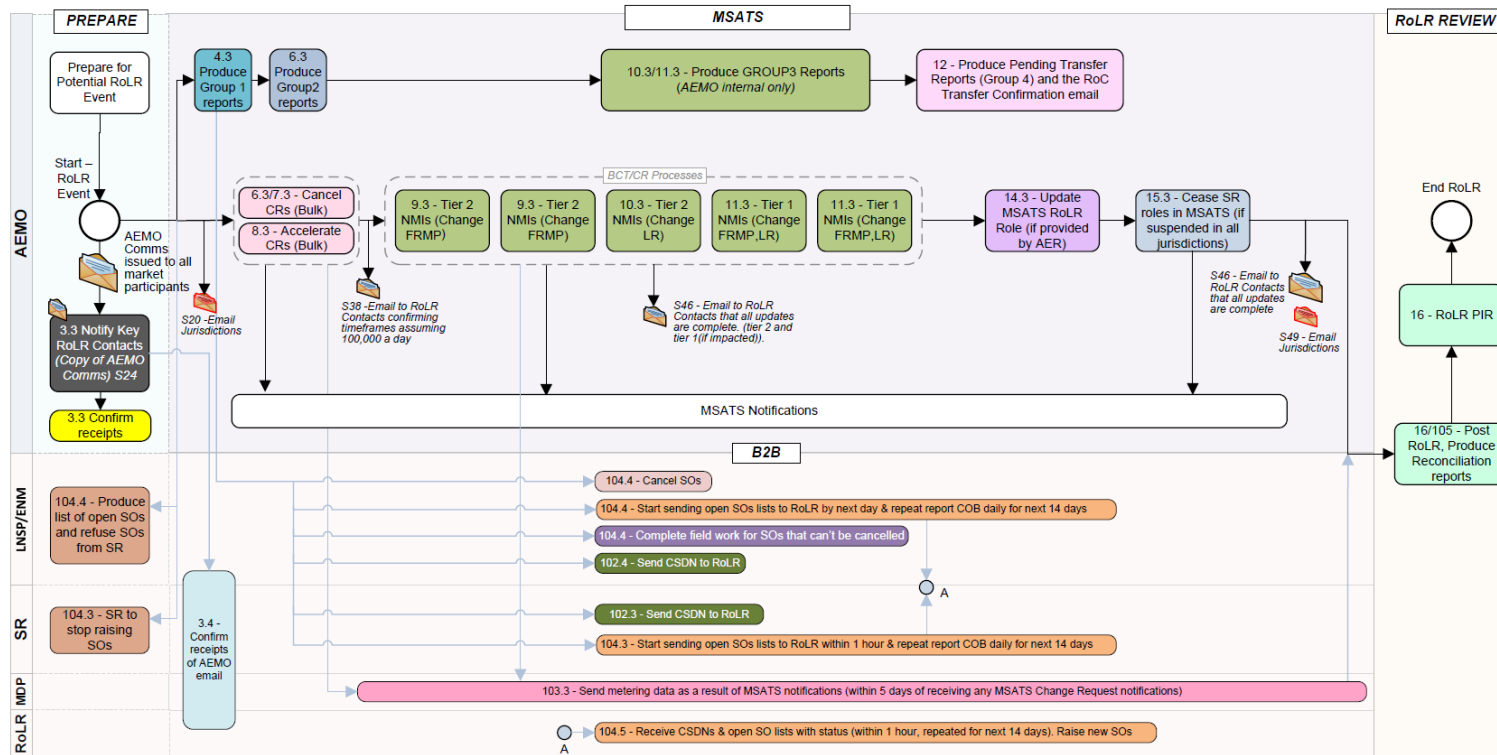 PREPARE
MSATS
RoLR REVIEW
AEMO
Prepare for
Potential RoLR
Event
4.3
Produce
Group 1
reports
6.3
Produce
Group2
reports
10.3/11.3 - Produce GROUP3 Reports
(AEMO internal only)
12 - Produce Pending Transfer
Reports (Group 4) and the RoC
Transfer Confirmation email
Start –
RoLR
Event
AEMO
Comms
issued to all
market
participants
S20 -Email
Jurisdictions
3.3 Notify Key
RoLR Contacts
(Copy of AEMO
Comms) S24
3.3 Confirm
receipts
6.3/7.3 - Cancel
CRs (Bulk)
8.3 - Accelerate
CRs (Bulk)
S38 -Email to RoLR
Contacts confirming
timeframes assuming
100,000 a day
BCT/CR Processes
9.3 - Tier 2
NMIs (Change
FRMP)
9.3 - Tier 2
NMIs (Change
FRMP)
10.3 - Tier 2
NMIs (Change
LR)
11.3 - Tier 1
NMIs (Change
FRMP,LR)
11.3 - Tier 1
NMIs (Change
FRMP,LR)
S46 - Email to RoLR
Contacts that all updates
are complete. (tier 2 and
tier 1(if impacted)).
14.3 - Update
MSATS RoLR
Role (if provided
by AER)
15.3 - Cease SR
roles in MSATS (if
suspended in all
jurisdictions)
S46 - Email to
RoLR Contacts
that all updates
are complete
S49 - Email
Jurisdictions
MSATS Notifications
End RoLR
16 - RoLR PIR
16/105 - Post
RoLR, Produce
Reconciliation
reports
B2B
LNSP/ENM
104.4 - Produce
list of open SOs
and refuse SOs
from SR
104.4 - Cancel SOs
104.4 - Start sending open SOs lists to RoLR by next day & repeat report COB daily for next 14 days
104.4 - Complete field work for SOs that can't be cancelled
102.4 - Send CSDN to RoLR
A
SR
104.3 - SR to
stop raising
SOs
3.4 -
Confirm
receipts
of AEMO
email
102.3 - Send CSDN to RoLR
104.3 - Start sending open SOs lists to RoLR within 1 hour & repeat report COB daily for next 14 days
MDP
103.3 - Send metering data as a result of MSATS notifications (within 5 days of receiving any MSATS Change Request notifications)
RoLR
A
104.5 - Receive CSDNs & open SO lists with status (within 1 hour, repeated for next 14 days). Raise new SOs